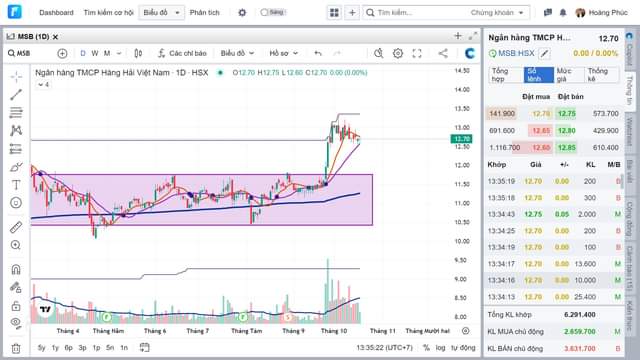 Dashboard Tìm kiếm cơ hội Biểu đồ Phân tích Sáng Tìm kiếm... Chứng khoán Hoàng Phúc
MSB (1D)
MSB D W M Các chỉ báo Biểu đồ Hồ sơ
Ngân hàng TMCP Hàng Hải Việt Nam · 1D · HSX O12.70 H12.75 L12.60 C12.70 0.00 (0.00%)
4
14.50
14.00
13.50
13.00
12.70
12.50
12.00
11.50
11.00
10.50
10.00
9.50
9.00
8.50
8.00
Tháng 4 Tháng Năm Tháng 6 Tháng 7 Tháng Tám Tháng 9 Tháng 10 Tháng 11 Tháng Mười hai
5y 1y 6p 3p 1p 5n 1n 13:35:22 (UTC+7) % log tự động
Ngân hàng TMCP Hàng H... 12.70
MSB:HSX 0.00 / 0.00%
Tổng hợp Sổ lệnh Mức giá Thống kê
Đặt mua Đặt bán
141.900 12.70 12.75 573.700
691.600 12.65 12.80 429.900
1.116.700 12.60 12.85 610.400
Khớp Giá +/- KL M/B
13:35:19 12.70 0.00 200 B
13:35:18 12.70 0.00 300 B
13:34:43 12.75 0.05 2.000 M
13:34:25 12.70 0.00 100 B
13:34:19 12.70 0.00 100 B
13:34:17 12.70 0.00 100 B
13:34:16 12.70 0.00 10.000 M
13:34:13 12.70 0.00 25.400 M
Tổng KL khớp 6.291.400
KL MUA chủ động 2.659.700 M
KL BÁN chủ động 3.631.700 B
Copilot
Thông tin
Watchlist
Bài viết
Cộng đồng
Cảnh báo (15)
Kiến thức